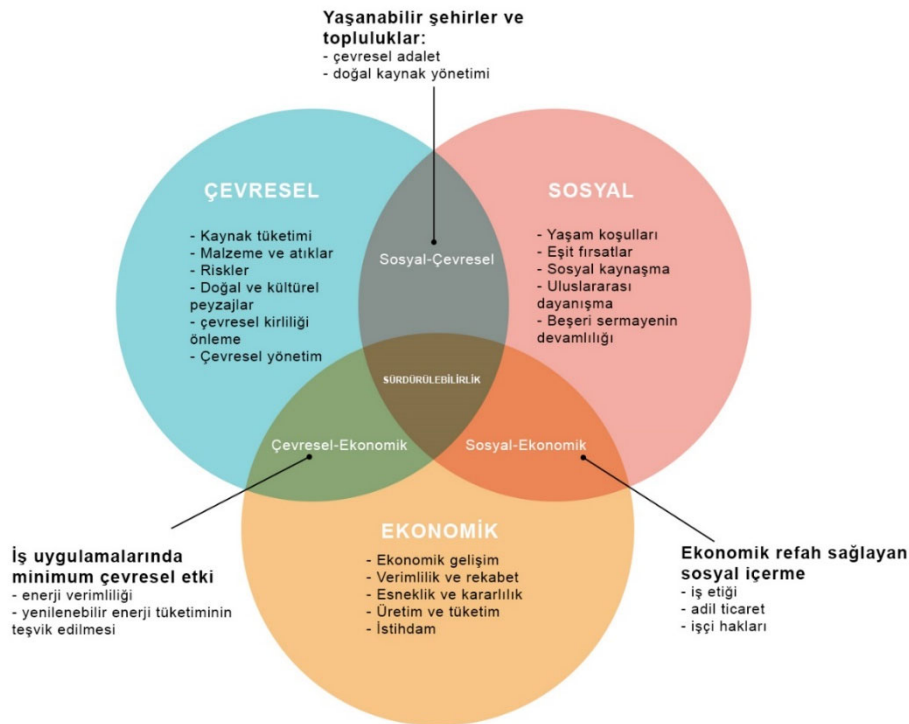 Yaşanabilir şehirler ve
topluluklar:
- çevresel adalet
- doğal kaynak yönetimi
ÇEVRESEL
- Kaynak tüketimi
- Malzeme ve atıklar
- Riskler
- Doğal ve kültürel
peyzajlar
- çevresel kirliliği
önleme
- Çevresel yönetim
Sosyal-Çevresel
SOSYAL
- Yaşam koşulları
- Eşit fırsatlar
- Sosyal kaynaşma
- Uluslararası
dayanışma
- Beşeri sermayenin
devamlılığı
SÜRDÜRÜLEBİLİRLİK
Çevresel-Ekonomik
Sosyal-Ekonomik
EKONOMİK
- Ekonomik gelişim
- Verimlilik ve rekabet
- Esneklik ve kararlılık
- Üretim ve tüketim
- İstihdam
İş uygulamalarında
minimum çevresel etki
- enerji verimliliği
- yenilenebilir enerji tüketiminin
teşvik edilmesi
Ekonomik refah sağlayan
sosyal içerme
- iş etiği
- adil ticaret
- işçi hakları